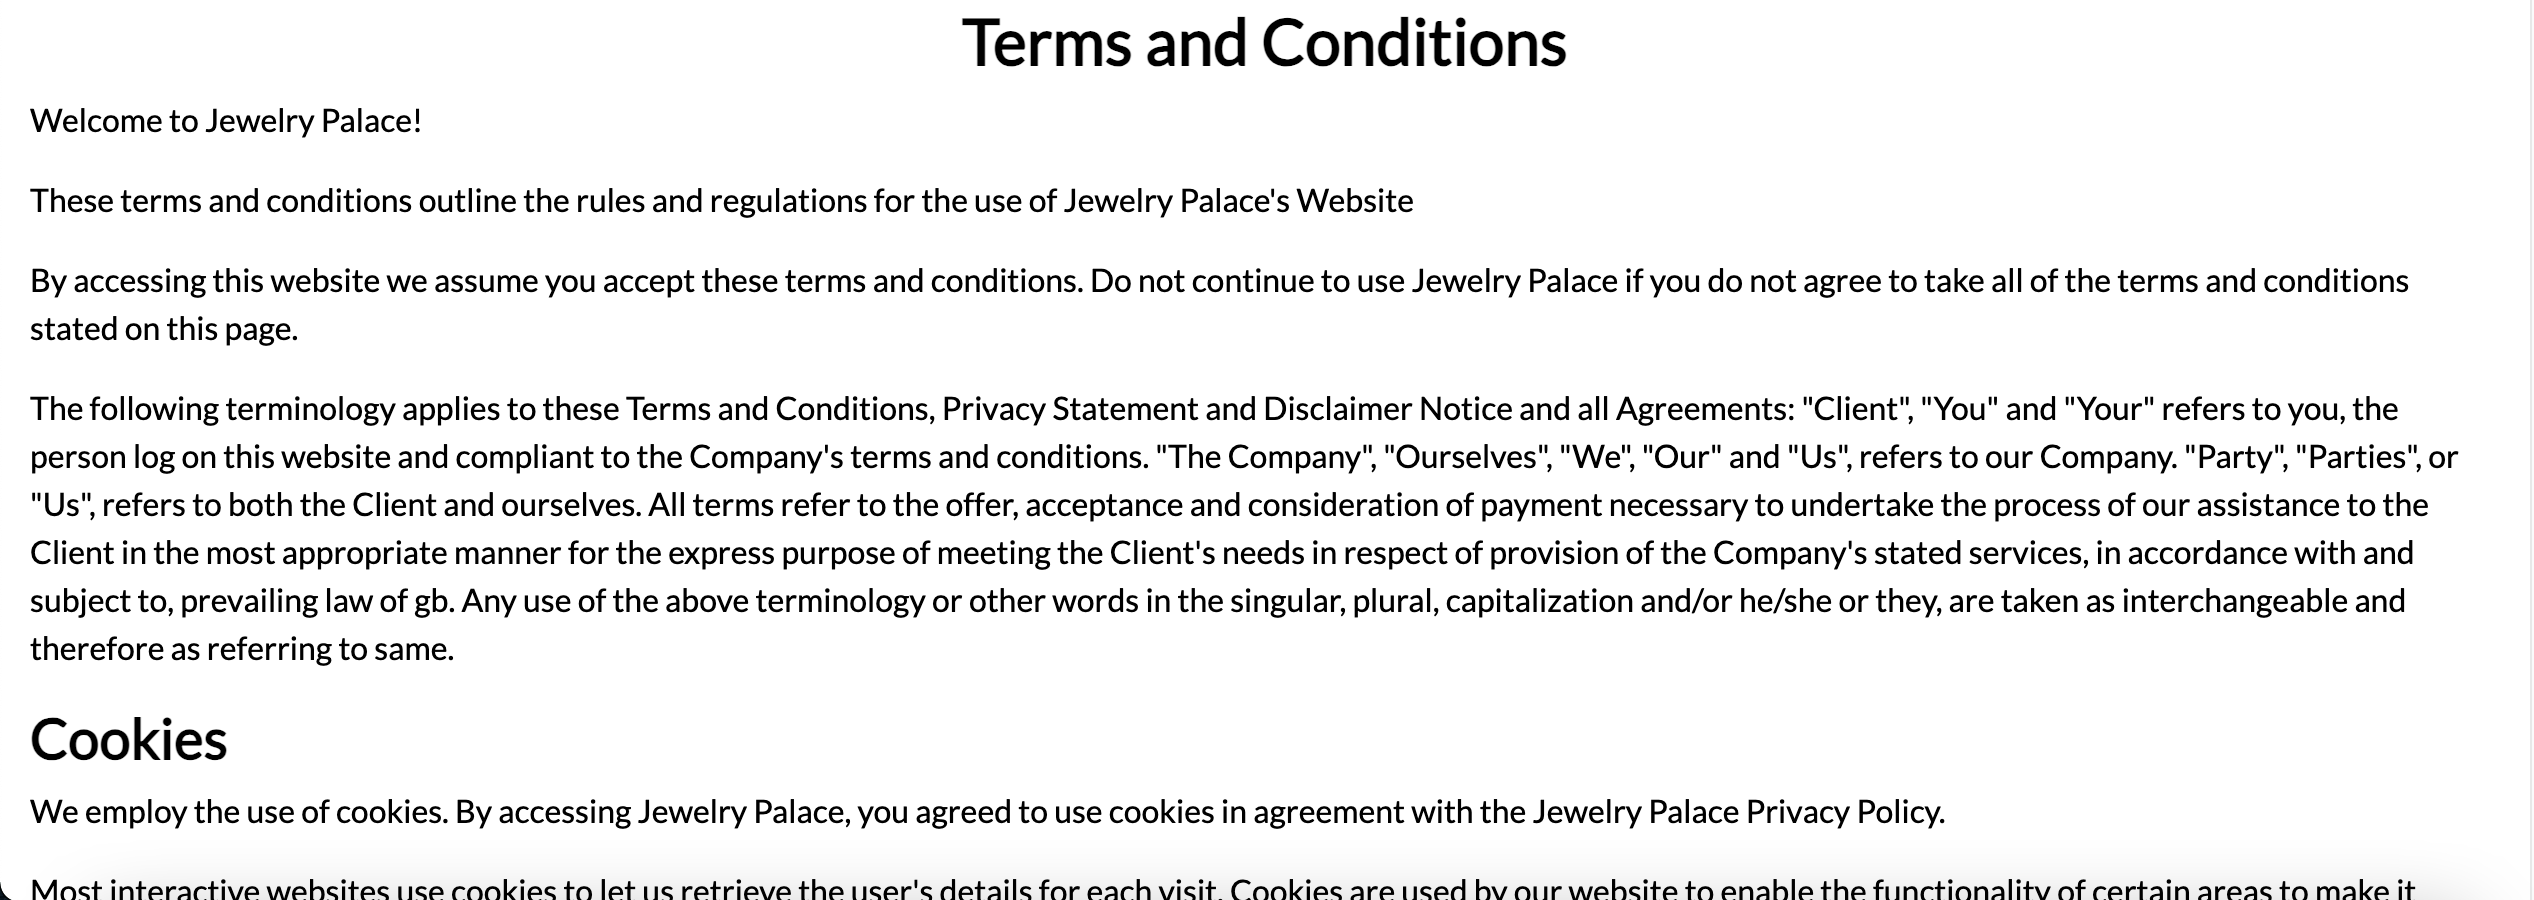 Terms and Conditions
Welcome to Jewelry Palace!
These terms and conditions outline the rules and regulations for the use of Jewelry Palace's Website
By accessing this website we assume you accept these terms and conditions. Do not continue to use Jewelry Palace if you do not agree to take all of the terms and conditions
stated on this page.
The following terminology applies to these Terms and Conditions, Privacy Statement and Disclaimer Notice and all Agreements: "Client", "You" and "Your" refers to you, the
person log on this website and compliant to the Company's terms and conditions. "The Company", "Ourselves", "We", "Our" and "Us", refers to our Company. "Party", "Parties", or
"Us", refers to both the Client and ourselves. All terms refer to the offer, acceptance and consideration of payment necessary to undertake the process of our assistance to the
Client in the most appropriate manner for the express purpose of meeting the Client's needs in respect of provision of the Company's stated services, in accordance with and
subject to, prevailing law of gb. Any use of the above terminology or other words in the singular, plural, capitalization and/or he/she or they, are taken as interchangeable and
therefore as referring to same.
Cookies
We employ the use of cookies. By accessing Jewelry Palace, you agreed to use cookies in agreement with the Jewelry Palace Privacy Policy.
Most interactive websites use cookies to let us retrieve the user's details for each visit. Cookies are used by our website to enable the functionality of certain areas to make it